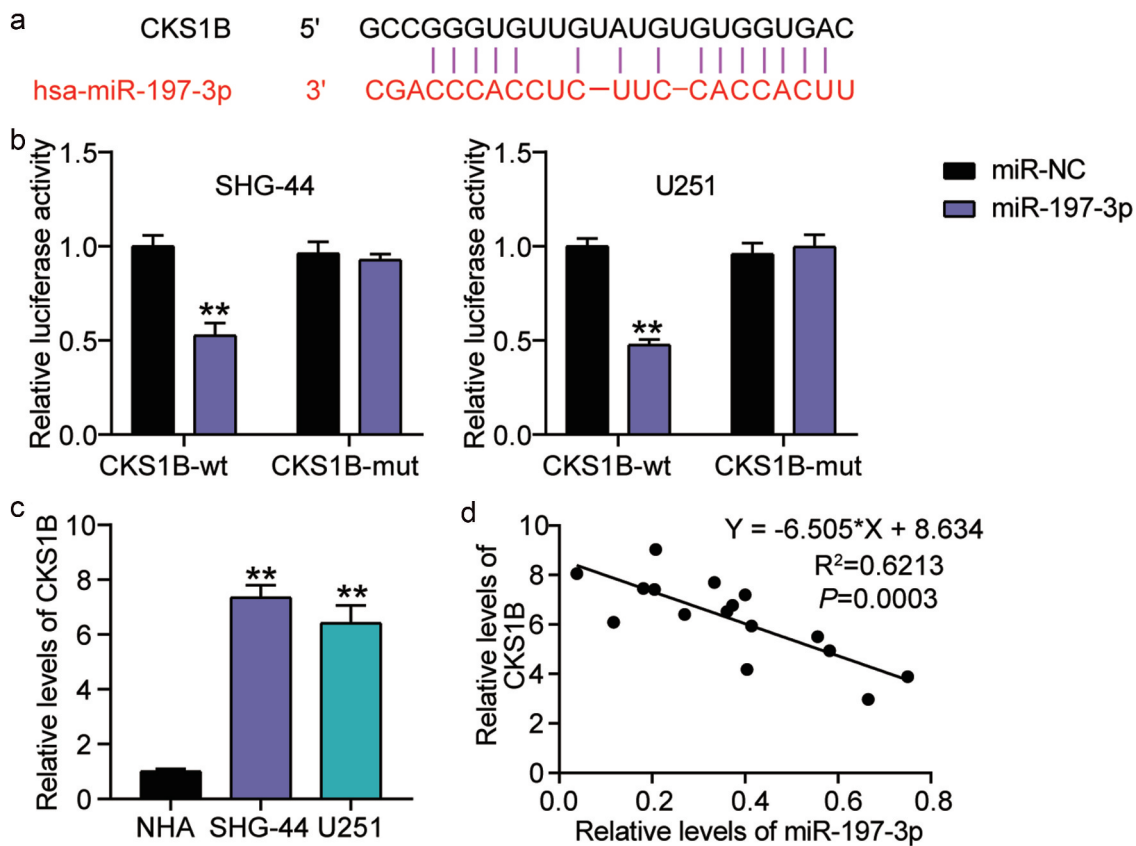 a
CKS1B 5' GCCGGGUGUUGUAUGUGUGGUGAC
hsa-miR-197-3p 3' CGACCCACCUC–UUC–CACCACUU
b
Relative luciferase activity
1.5
1.0
0.5
0.0
SHG-44
**
CKS1B-wt CKS1B-mut
Relative luciferase activity
1.5
1.0
0.5
0.0
U251
**
CKS1B-wt CKS1B-mut
miR-NC
miR-197-3p
c
Relative levels of CKS1B
10
8
6
4
2
0
** **
NHA SHG-44 U251
d
Relative levels of
CKS1B
10
8
6
4
2
0
Y = -6.505*X + 8.634
R²=0.6213
P=0.0003
0.0 0.2 0.4 0.6 0.8
Relative levels of miR-197-3p